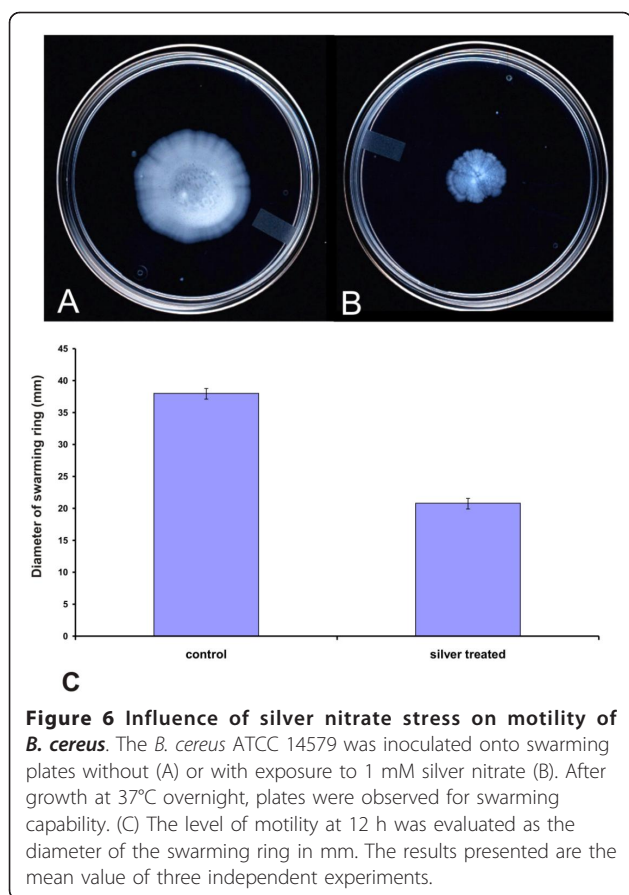 A
B
45
40
35
30
25
20
15
10
5
0
Diameter of swarming ring (mm)
control
silver treated
C
Figure 6 Influence of silver nitrate stress on motility of
B. cereus. The B. cereus ATCC 14579 was inoculated onto swarming
plates without (A) or with exposure to 1 mM silver nitrate (B). After
growth at 37°C overnight, plates were observed for swarming
capability. (C) The level of motility at 12 h was evaluated as the
diameter of the swarming ring in mm. The results presented are the
mean value of three independent experiments.